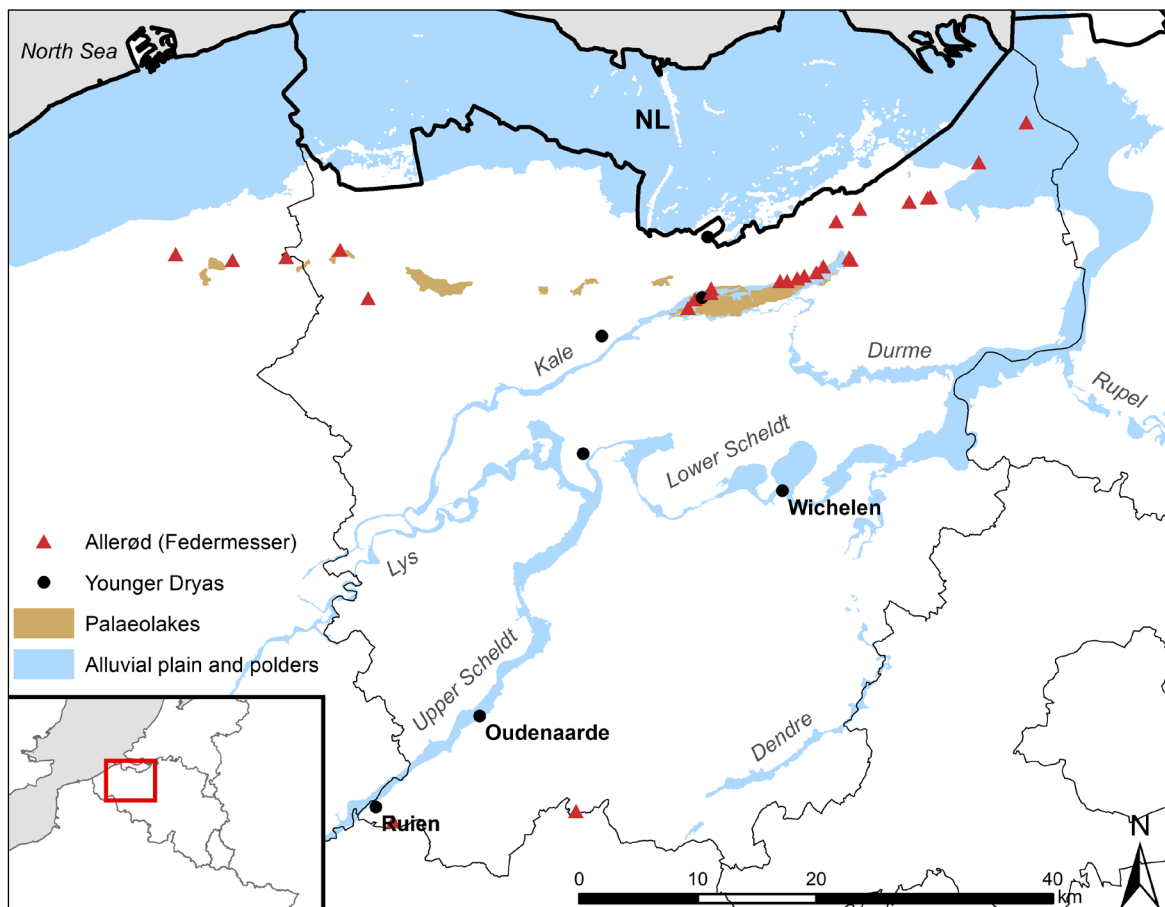 North Sea
NL
Kale
Durme
Rupel
Lower Scheldt
Wichelen
Allerød (Federmesser)
Younger Dryas
Lys
Palaeolakes
Alluvial plain and polders
Upper Scheldt
Oudenaarde
Dendre
Ruien
N
0 10 20 40
km